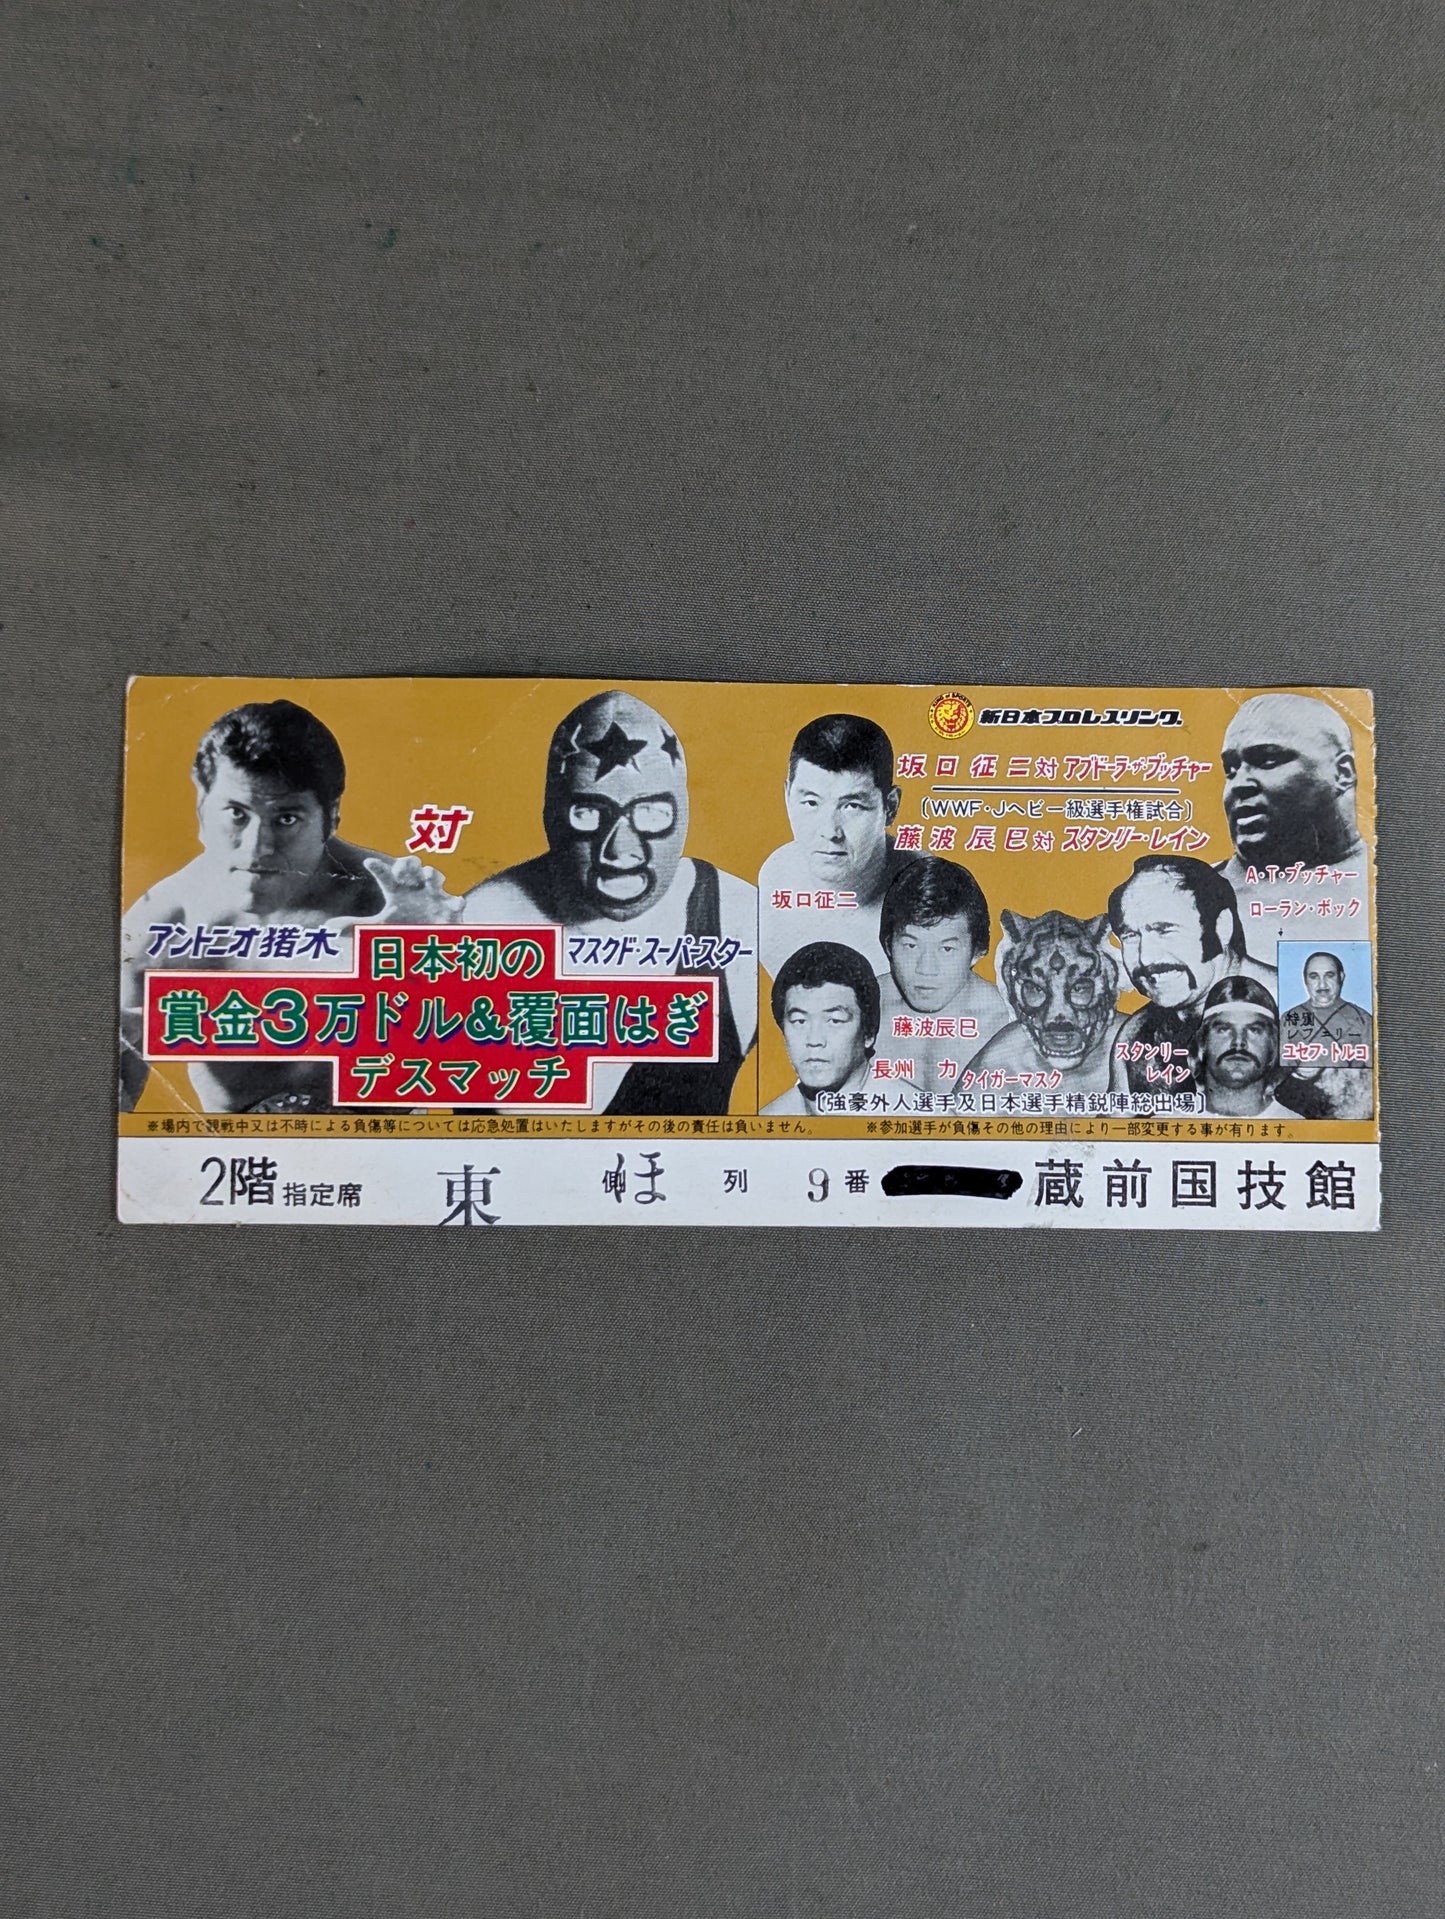 アントニオ猪木
対
マスクド・スーパースター
日本初の
賞金3万ドル&覆面はぎ
デスマッチ
KING OF SPORTS
新日本プロレスリング
坂口征二対アブドーラ・ザ・ブッチャー
(WWF・Jヘビー級選手権試合)
藤波辰巳対スタンリー・レイン
坂口征二
藤波辰巳
長州 力
タイガーマスク
スタンリー
レイン
A・T・ブッチャー
ローラン・ボック
特別
レフェリー
ユセフ・トルコ
(強豪外人選手及日本選手精鋭陣総出場)
※場内で観戦中又は不時による負傷等については応急処置はいたしますがその後の責任は負いません。 ※参加選手が負傷その他の理由により一部変更する事が有ります。
2階指定席 東 側 ほ 列 9番 蔵前国技館